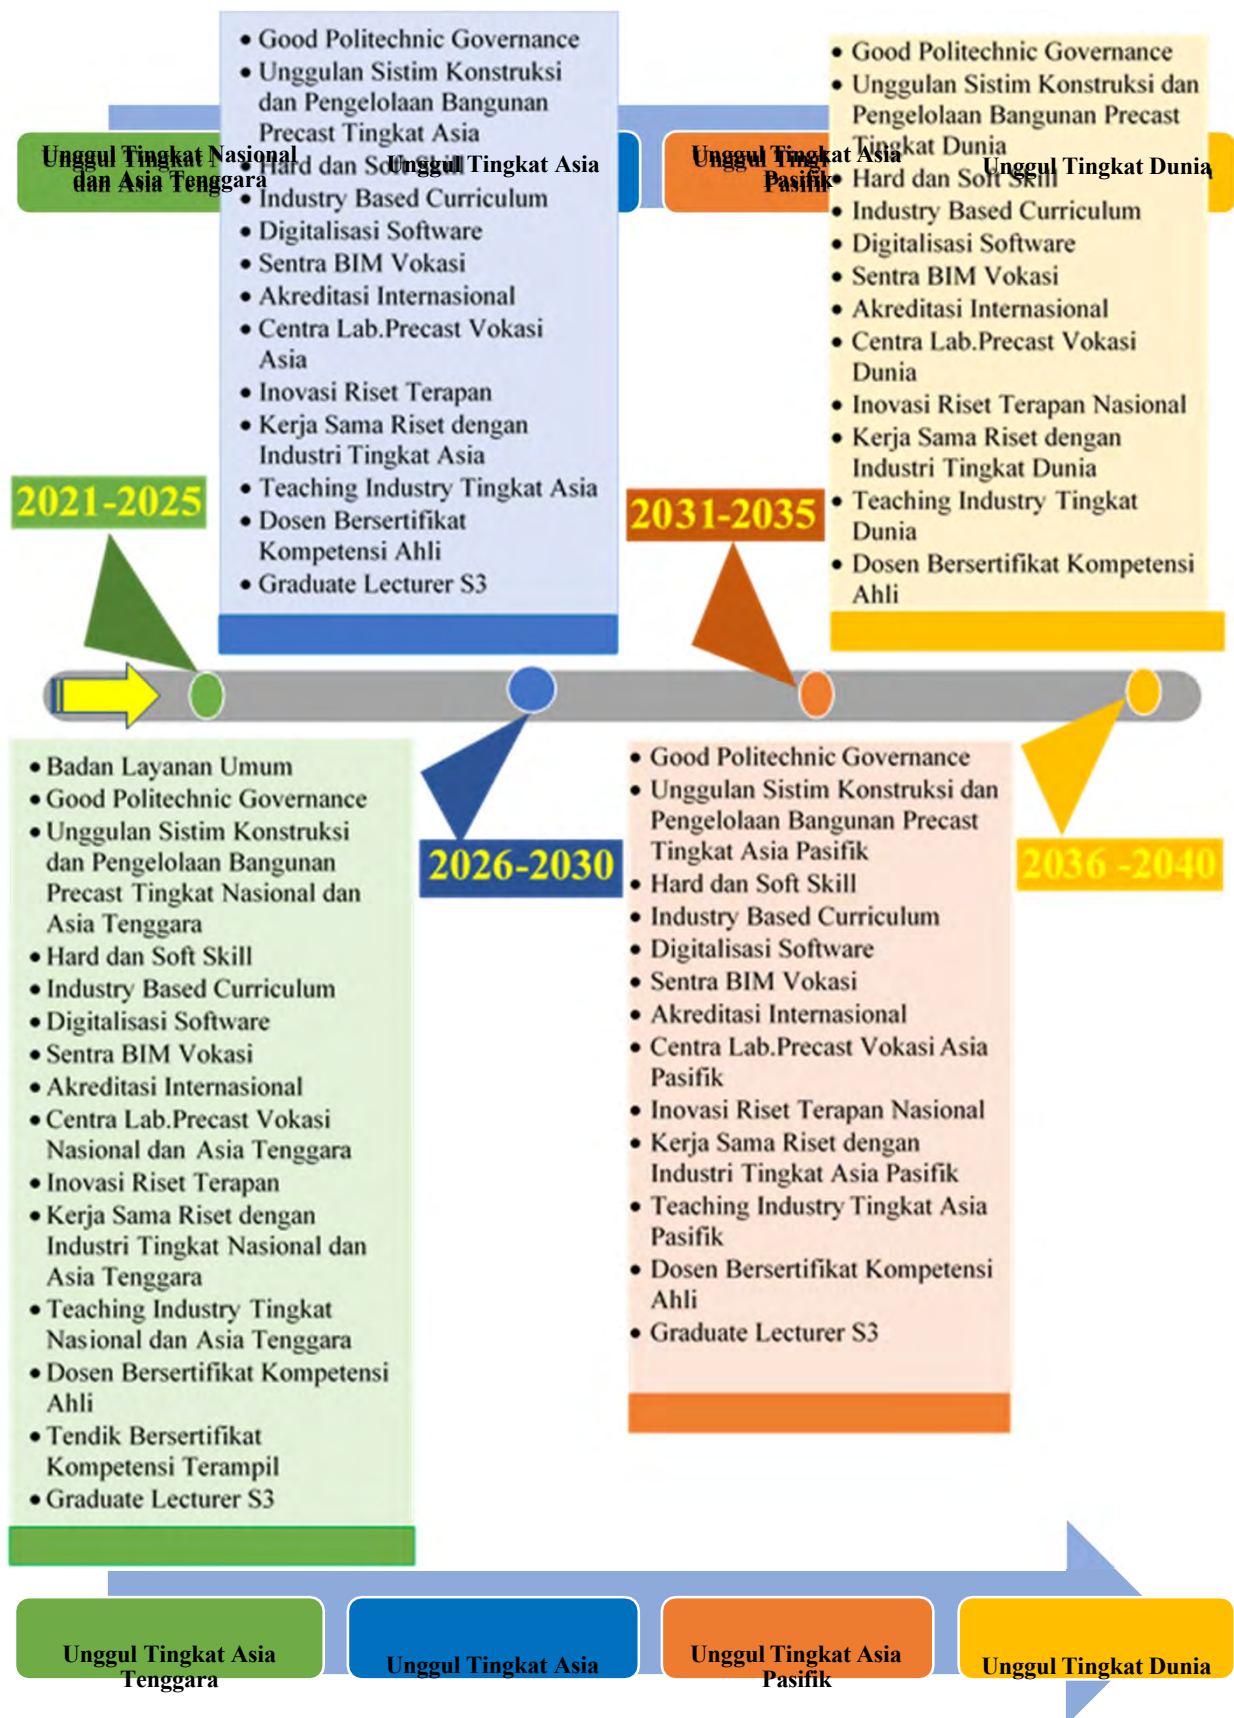 • Good Politechnic Governance
• Unggulan Sistim Konstruksi
dan Pengelolaan Bangunan
Precast Tingkat Asia
• Hard dan Soft Skill
• Industry Based Curriculum
• Digitalisasi Software
• Sentra BIM Vokasi
• Akreditasi Internasional
• Centra Lab.Precast Vokasi
Asia
• Inovasi Riset Terapan
• Kerja Sama Riset dengan
Industri Tingkat Asia
• Teaching Industry Tingkat Asia
• Dosen Bersertifikat
Kompetensi Ahli
• Graduate Lecturer S3
• Good Politechnic Governance
• Unggulan Sistim Konstruksi dan
Pengelolaan Bangunan Precast
Tingkat Dunia
• Hard dan Soft Skill
• Industry Based Curriculum
• Digitalisasi Software
• Sentra BIM Vokasi
• Akreditasi Internasional
• Centra Lab.Precast Vokasi
Dunia
• Inovasi Riset Terapan Nasional
• Kerja Sama Riset dengan
Industri Tingkat Dunia
• Teaching Industry Tingkat
Dunia
• Dosen Bersertifikat Kompetensi
Ahli
Unggul Tingkat Nasional
dan Asia Tenggara
Unggul Tingkat Asia
Unggul Tingkat Asia
Pasifik
Unggul Tingkat Dunia
2021-2025
2031-2035
2026-2030
2036 -2040
• Badan Layanan Umum
• Good Politechnic Governance
• Unggulan Sistim Konstruksi
dan Pengelolaan Bangunan
Precast Tingkat Nasional dan
Asia Tenggara
• Hard dan Soft Skill
• Industry Based Curriculum
• Digitalisasi Software
• Sentra BIM Vokasi
• Akreditasi Internasional
• Centra Lab.Precast Vokasi
Nasional dan Asia Tenggara
• Inovasi Riset Terapan
• Kerja Sama Riset dengan
Industri Tingkat Nasional dan
Asia Tenggara
• Teaching Industry Tingkat
Nasional dan Asia Tenggara
• Dosen Bersertifikat Kompetensi
Ahli
• Tendik Bersertifikat
Kompetensi Terampil
• Graduate Lecturer S3
• Good Politechnic Governance
• Unggulan Sistim Konstruksi dan
Pengelolaan Bangunan Precast
Tingkat Asia Pasifik
• Hard dan Soft Skill
• Industry Based Curriculum
• Digitalisasi Software
• Sentra BIM Vokasi
• Akreditasi Internasional
• Centra Lab.Precast Vokasi Asia
Pasifik
• Inovasi Riset Terapan Nasional
• Kerja Sama Riset dengan
Industri Tingkat Asia Pasifik
• Teaching Industry Tingkat Asia
Pasifik
• Dosen Bersertifikat Kompetensi
Ahli
• Graduate Lecturer S3
Unggul Tingkat Asia
Tenggara
Unggul Tingkat Asia
Unggul Tingkat Asia
Pasifik
Unggul Tingkat Dunia